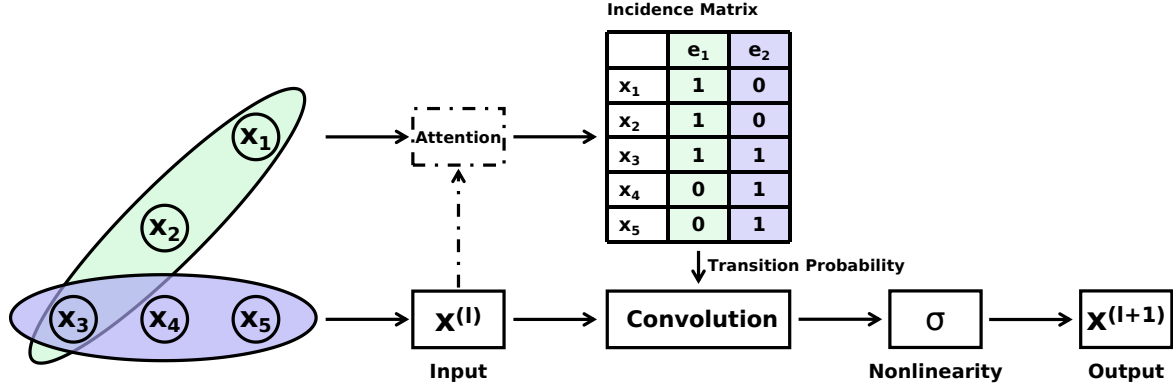 Incidence Matrix
e₁ e₂
x₁ 1 0
x₂ 1 0
x₃ 1 1
x₄ 0 1
x₅ 0 1
x₁
Attention
x₂
Transition Probability
x₃ x₄ x₅
x⁽ˡ⁾
Convolution
σ
x⁽ˡ⁺¹⁾
Input
Nonlinearity
Output